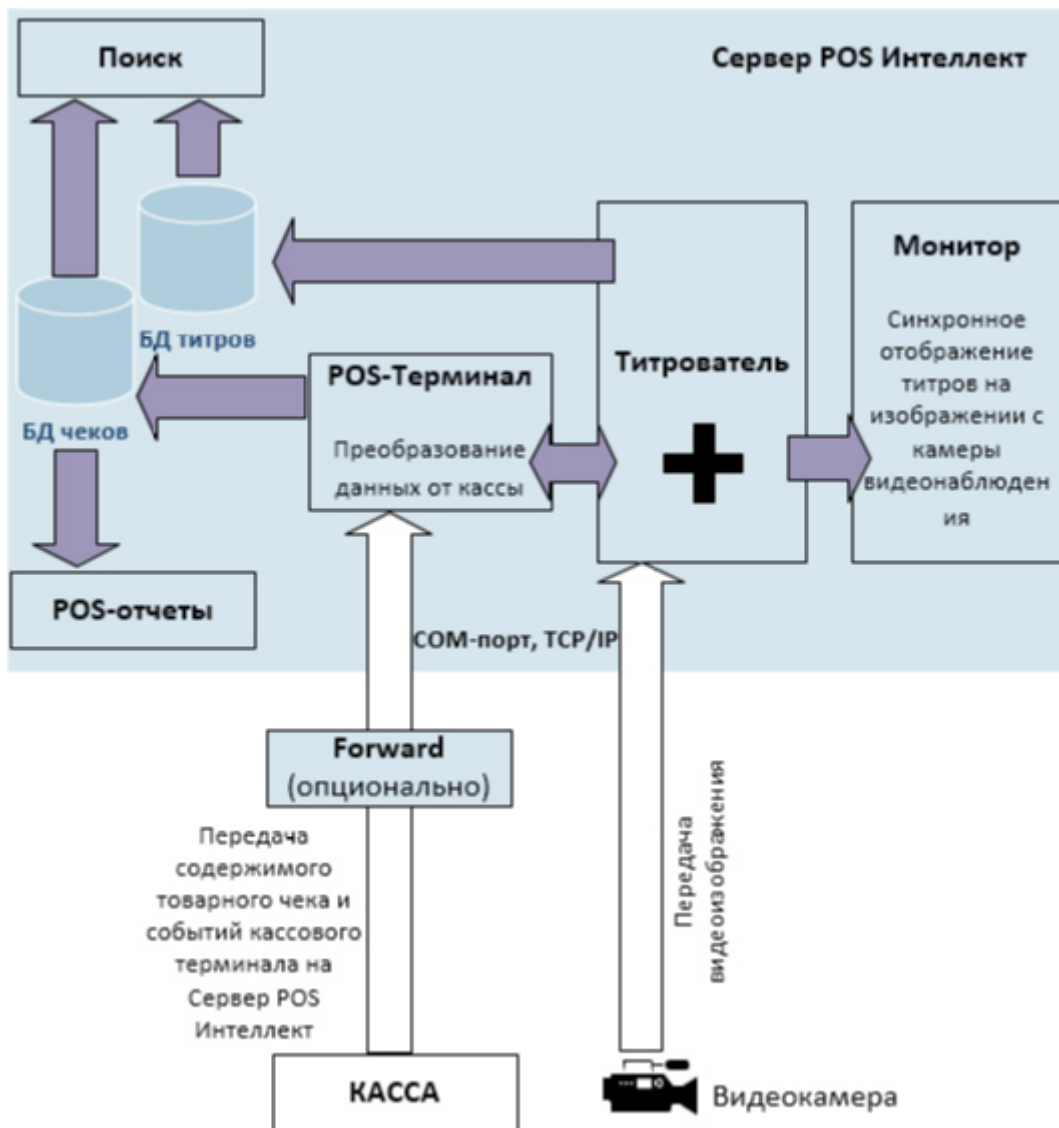 Поиск
Сервер POS Интеллект
БД титров
БД чеков
POS-Терминал
Преобразование
данных от кассы
Титрователь
Монитор
Синхронное
отображение
титров на
изображении с
камеры
видеонаблюден
ия
POS-отчеты
COM-порт, TCP/IP
Forward
(опционально)
Передача
содержимого
товарного чека и
событий кассового
терминала на
Сервер POS
Интеллект
Передача
видеоизображения
КАССА
Видеокамера